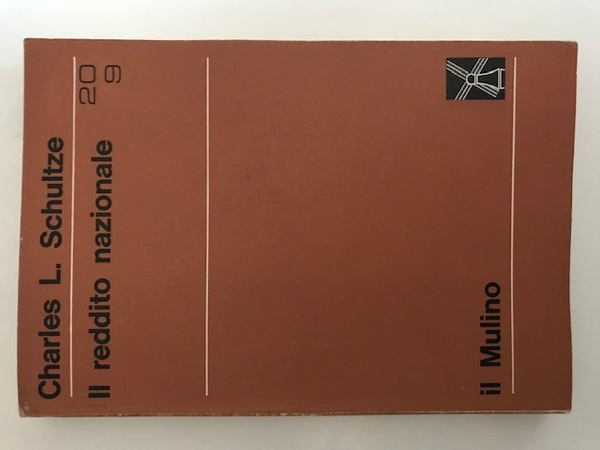 Charles L. Schultze
Il reddito nazionale
20
9
il Mulino